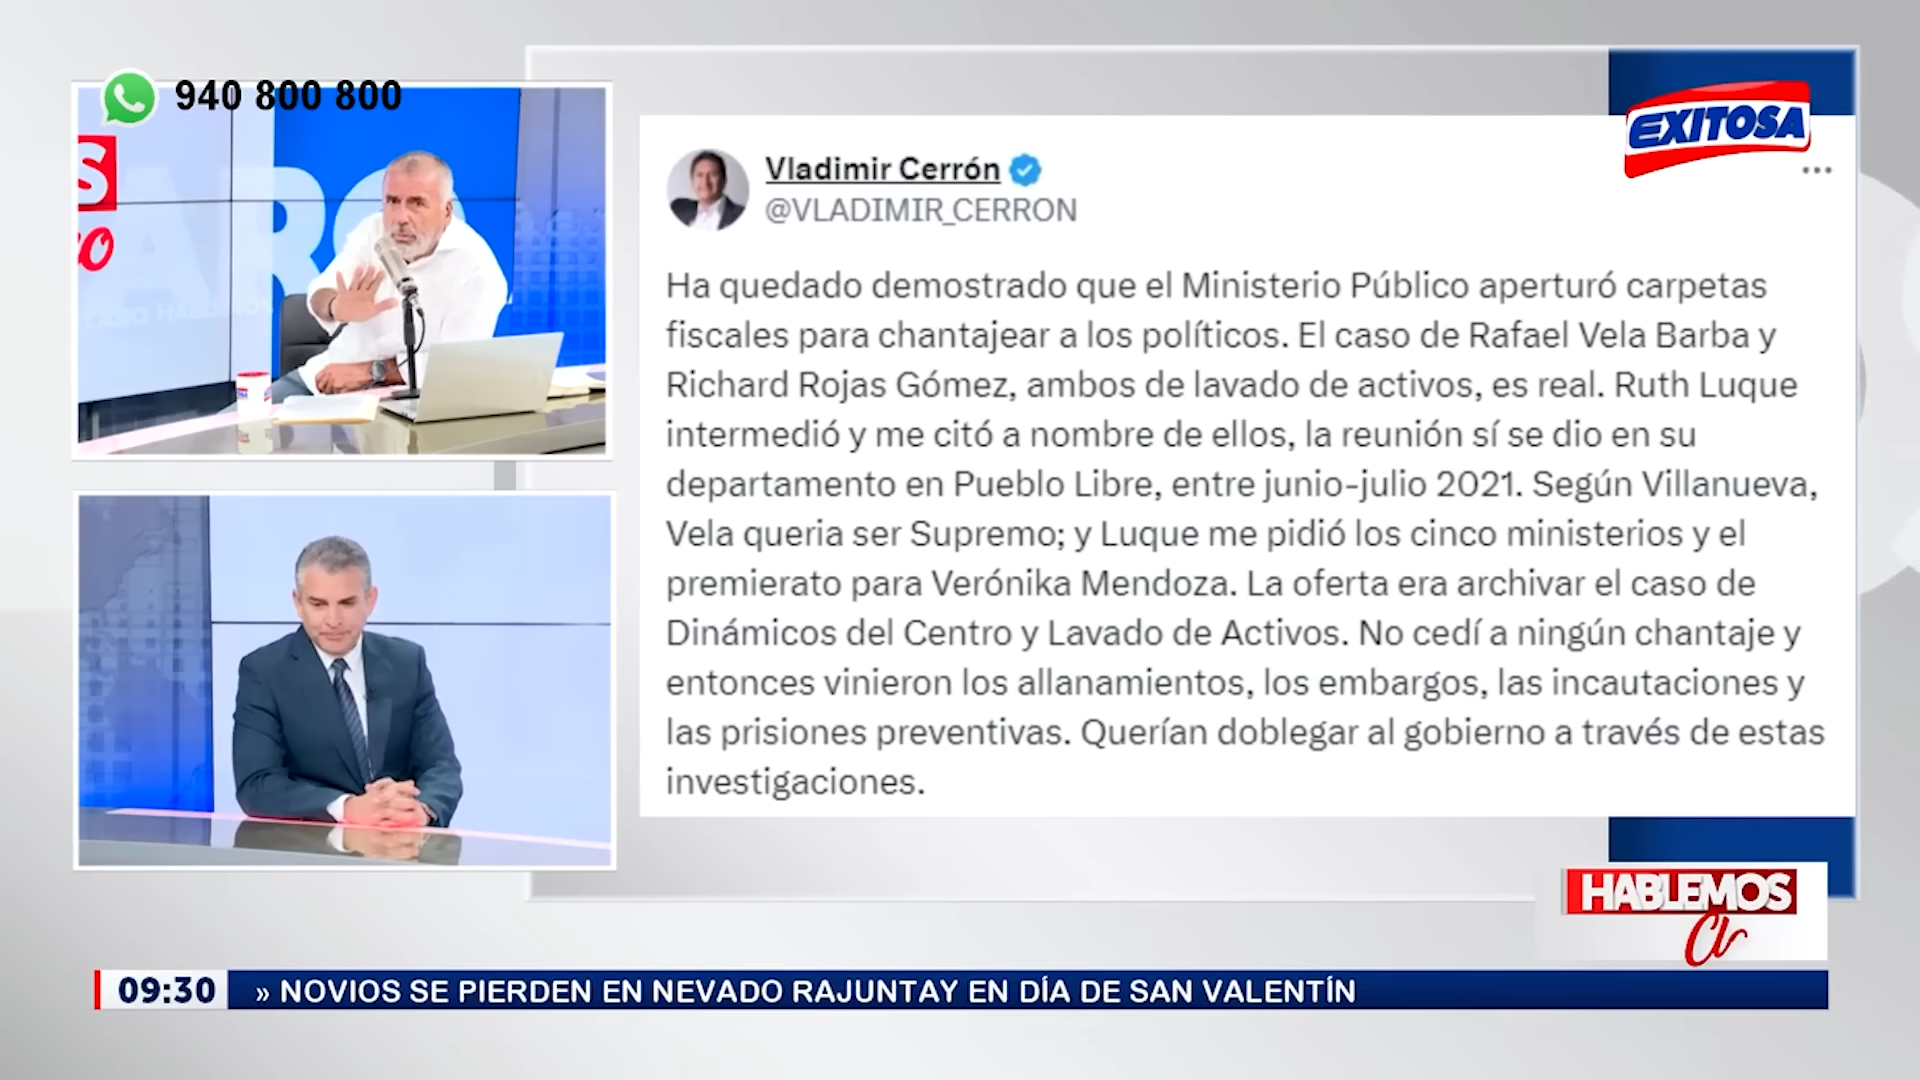 940 800 800
EXITOSA
Vladimir Cerrón
@VLADIMIR_CERRON
Ha quedado demostrado que el Ministerio Público aperturó carpetas
fiscales para chantajear a los políticos. El caso de Rafael Vela Barba y
Richard Rojas Gómez, ambos de lavado de activos, es real. Ruth Luque
intermedió y me citó a nombre de ellos, la reunión sí se dio en su
departamento en Pueblo Libre, entre junio-julio 2021. Según Villanueva,
Vela queria ser Supremo; y Luque me pidió los cinco ministerios y el
premierato para Verónika Mendoza. La oferta era archivar el caso de
Dinámicos del Centro y Lavado de Activos. No cedí a ningún chantaje y
entonces vinieron los allanamientos, los embargos, las incautaciones y
las prisiones preventivas. Querían doblegar al gobierno a través de estas
investigaciones.
HABLEMOS
09:30 » NOVIOS SE PIERDEN EN NEVADO RAJUNTAY EN DÍA DE SAN VALENTÍN